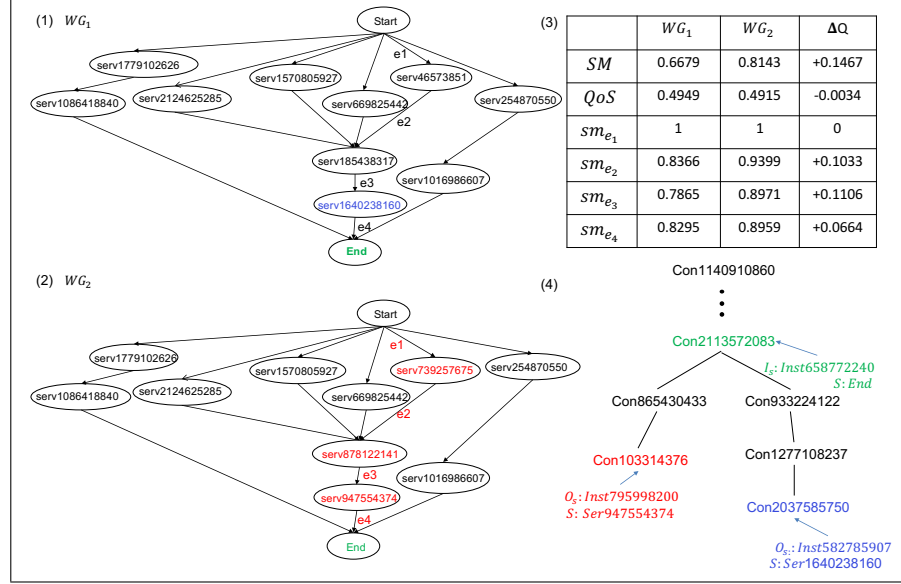 (1) WG₁
Start
e1
serv1779102626
serv1570805927
serv46573851
serv1086418840
serv2124625285
serv669825442
serv254870550
e2
serv185438317
e3
serv1016986607
serv1640238160
e4
End
(2) WG₂
Start
e1
serv1779102626
serv1570805927
serv739257675
serv254870550
serv1086418840
serv2124625285
serv669825442
e2
serv878122141
e3
serv1016986607
serv947554374
e4
End
(3)
WG₁ WG₂ ΔQ
SM 0.6679 0.8143 +0.1467
QoS 0.4949 0.4915 -0.0034
smₑ₁ 1 1 0
smₑ₂ 0.8366 0.9399 +0.1033
smₑ₃ 0.7865 0.8971 +0.1106
smₑ₄ 0.8295 0.8959 +0.0664
(4)
Con1140910860
Con2113572083
Iₛ: Inst658772240
S: End
Con865430433 Con933224122
Con103314376
Con1277108237
Oₛ: Inst795998200
S: Ser947554374
Con2037585750
Oₛ: Inst582785907
S: Ser1640238160